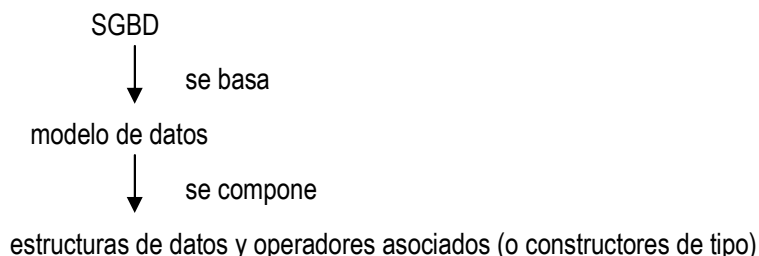 SGBD
se basa
modelo de datos
se compone
estructuras de datos y operadores asociados (o constructores de tipo)